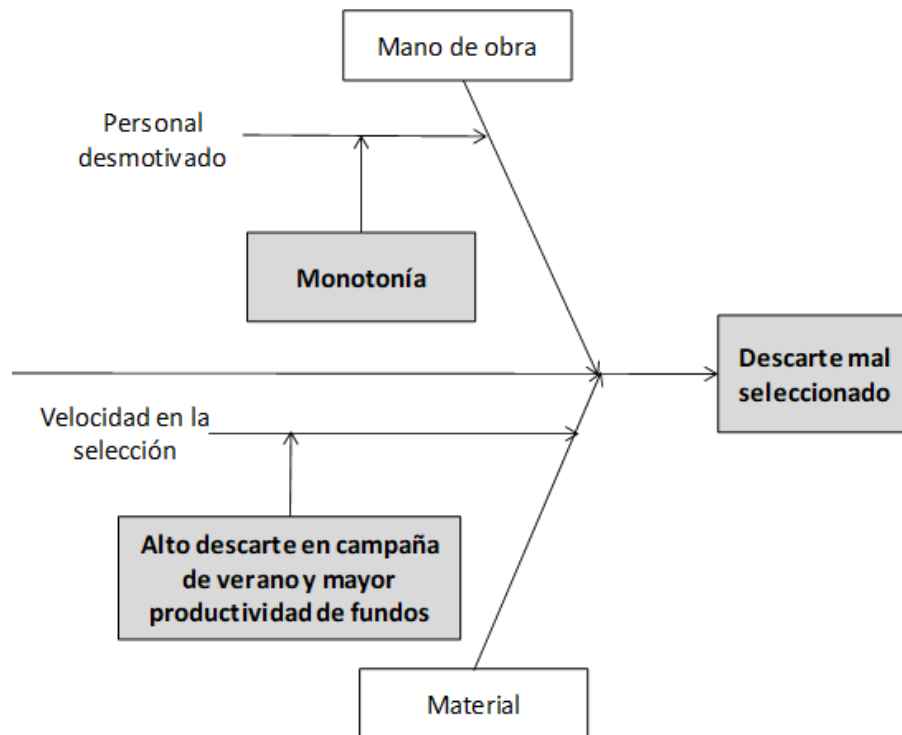 Mano de obra
Personal
desmotivado
Monotonía
Descarte mal
seleccionado
Velocidad en la
selección
Alto descarte en campaña
de verano y mayor
productividad de fundos
Material